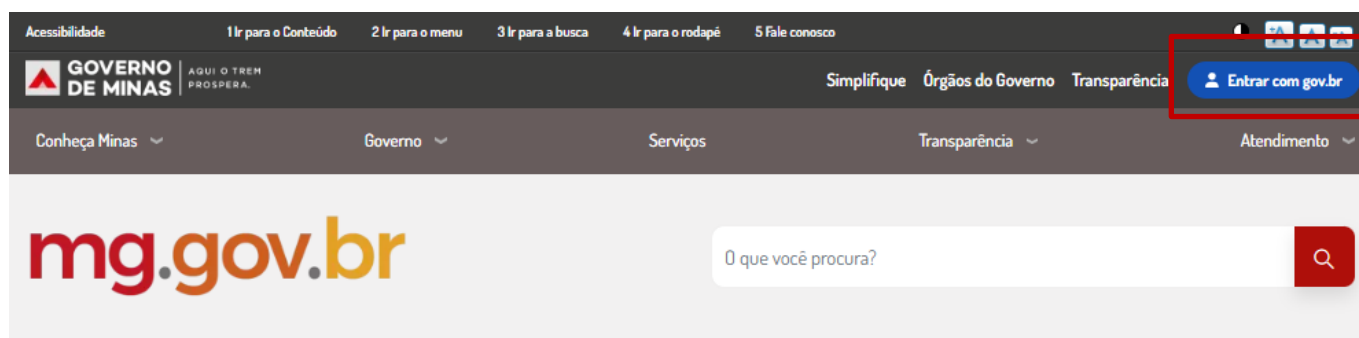 Acessibilidade 1 Ir para o Conteúdo 2 Ir para o menu 3 Ir para a busca 4 Ir para o rodapé 5 Fale conosco +A A -A
GOVERNO DE MINAS AQUI O TREM PROSPERA. Simplifique Órgãos do Governo Transparência Entrar com gov.br
Conheça Minas Governo Serviços Transparência Atendimento
mg.gov.br O que você procura?